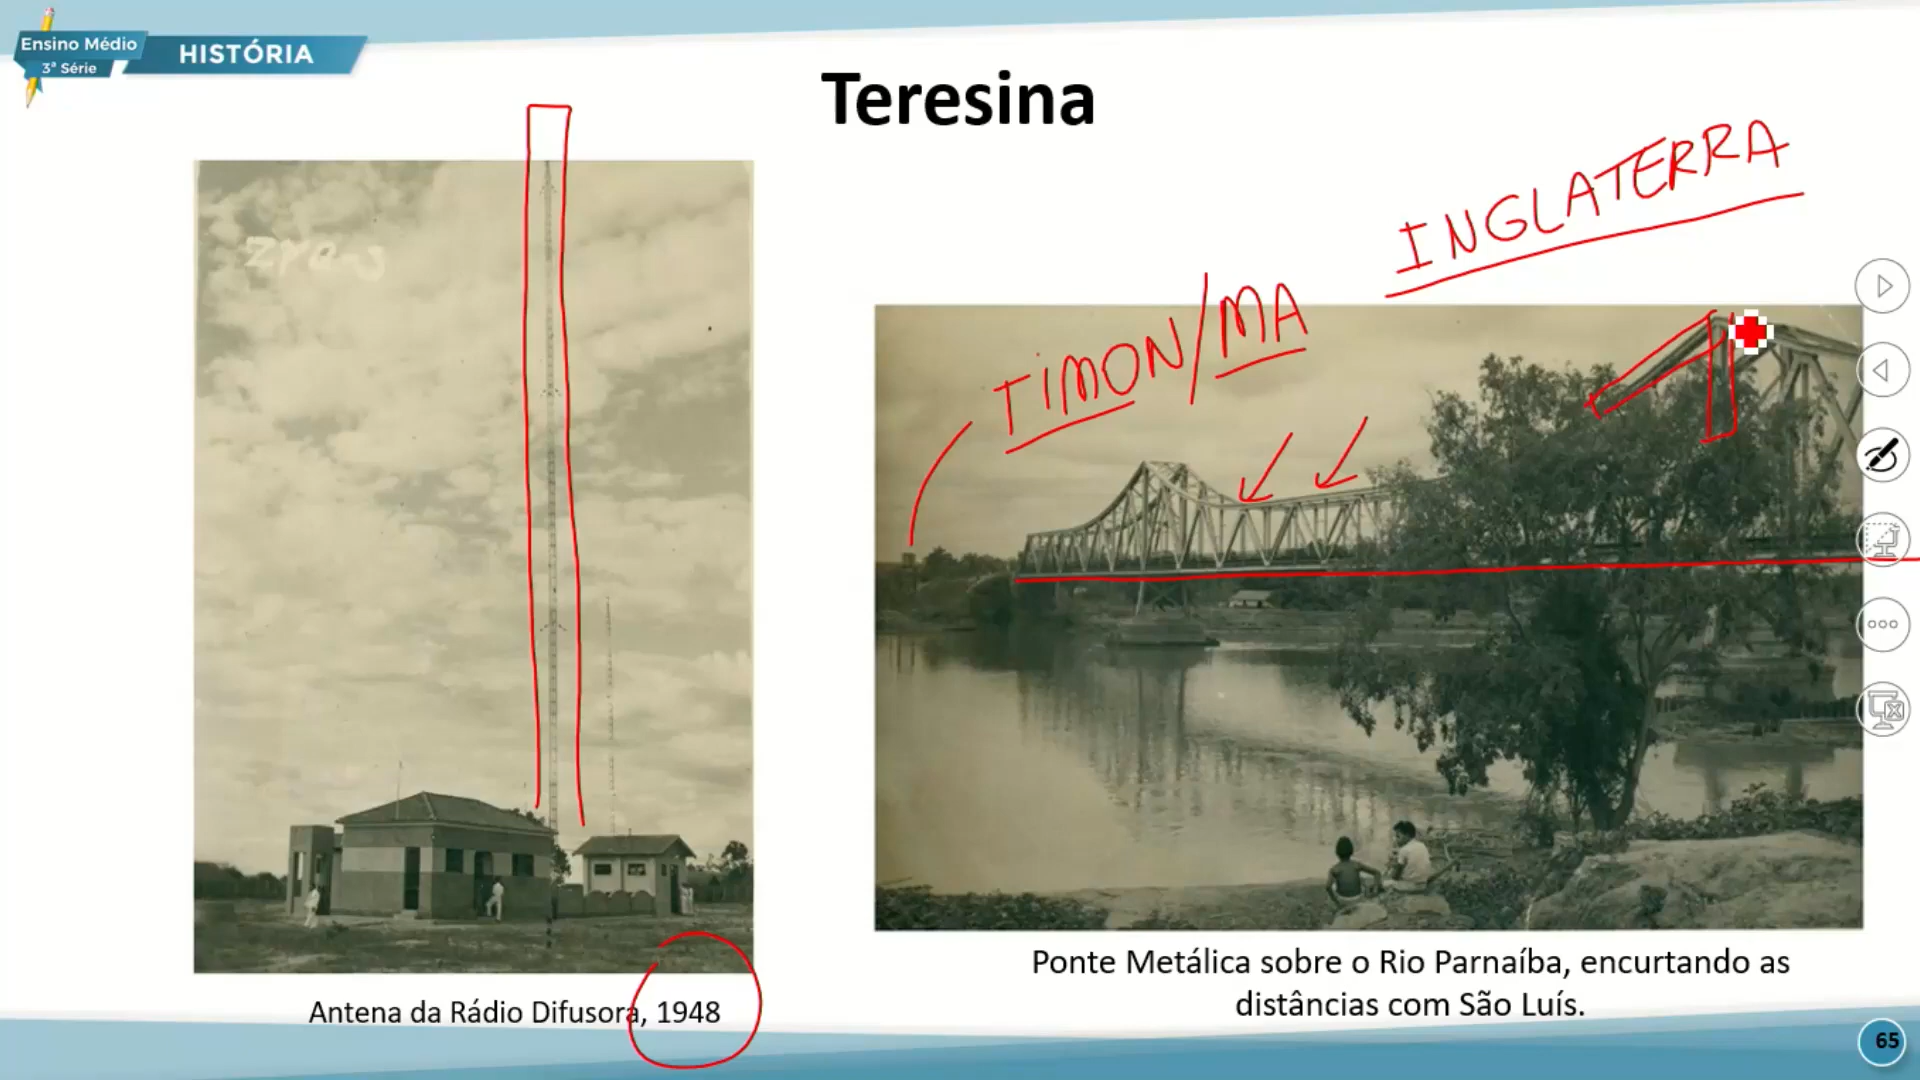 Ensino Médio
3ª Série
HISTÓRIA
Teresina
INGLATERRA
TIMON/MA
Antena da Rádio Difusora, 1948
Ponte Metálica sobre o Rio Parnaíba, encurtando as
distâncias com São Luís.
65